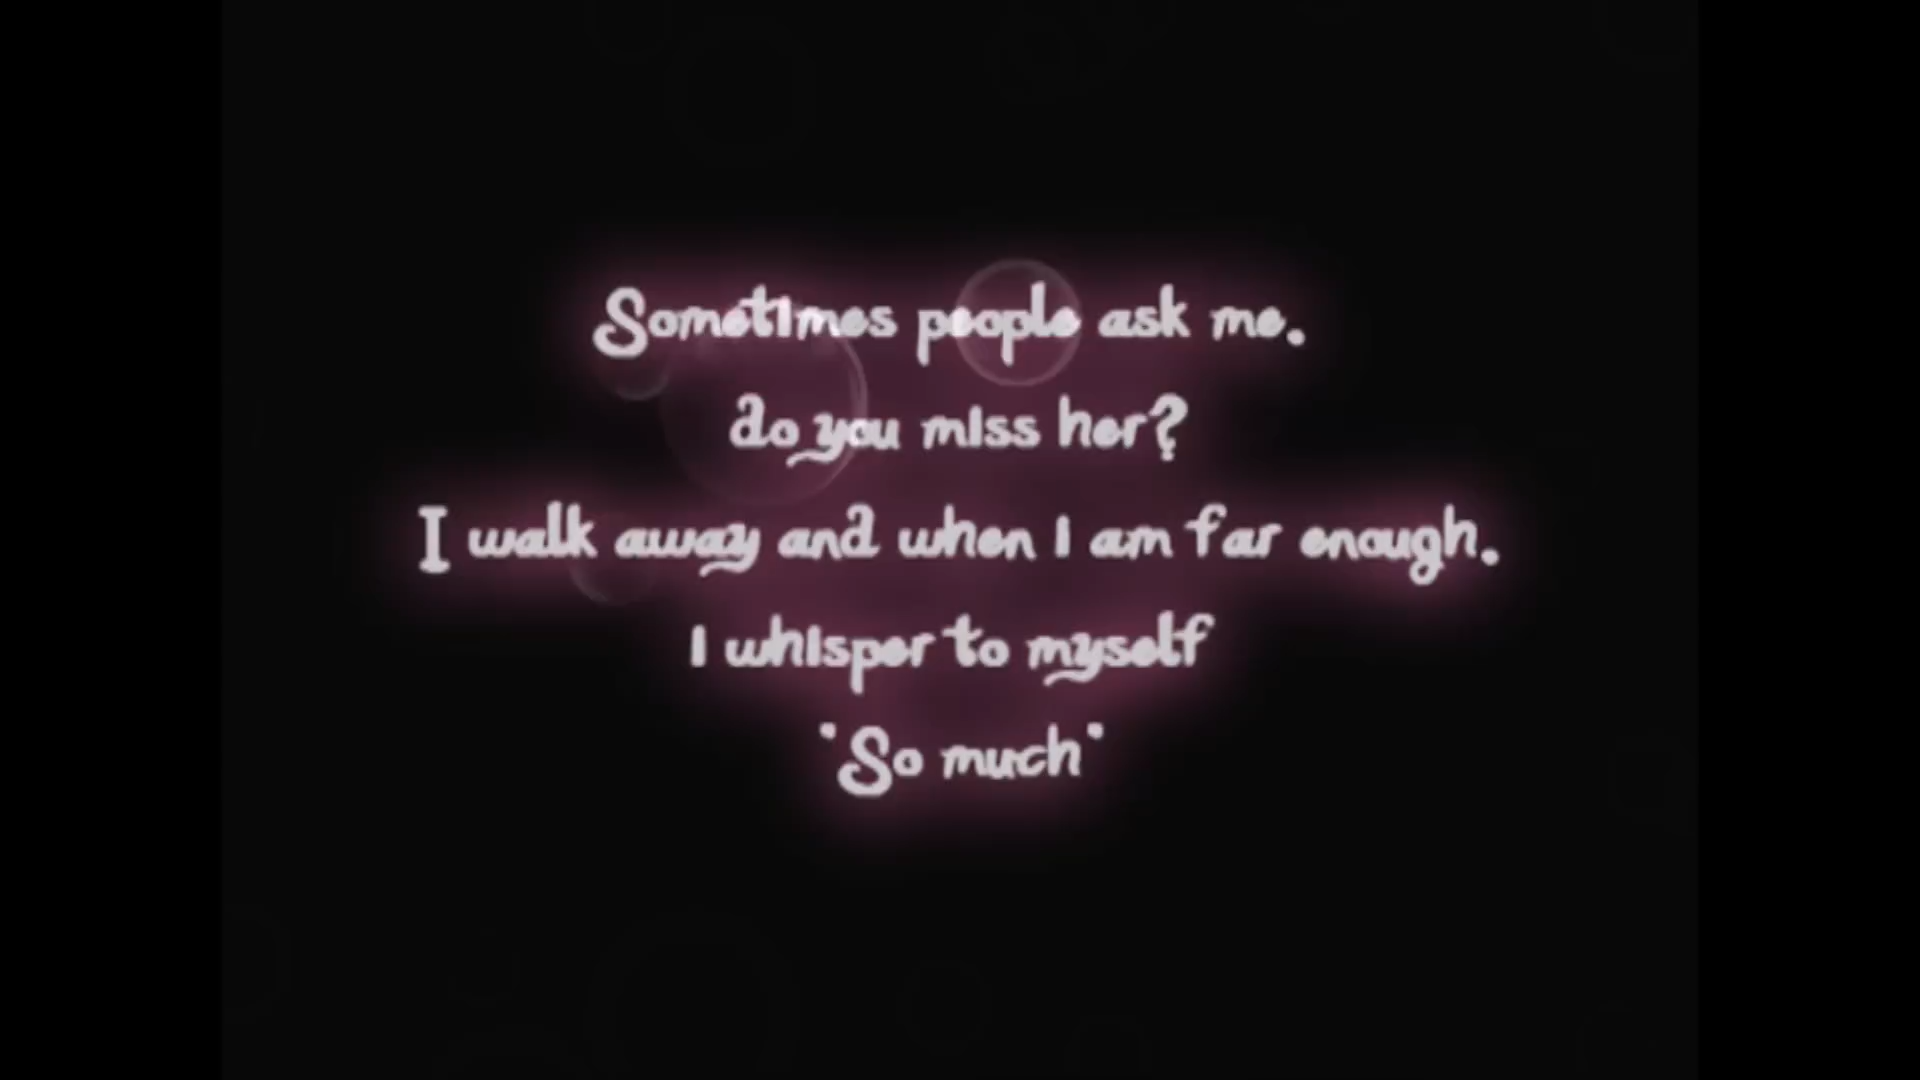 Sometimes people ask me.
do you miss her?
I walk away and when I am far enough.
I whisper to myself
"So much"